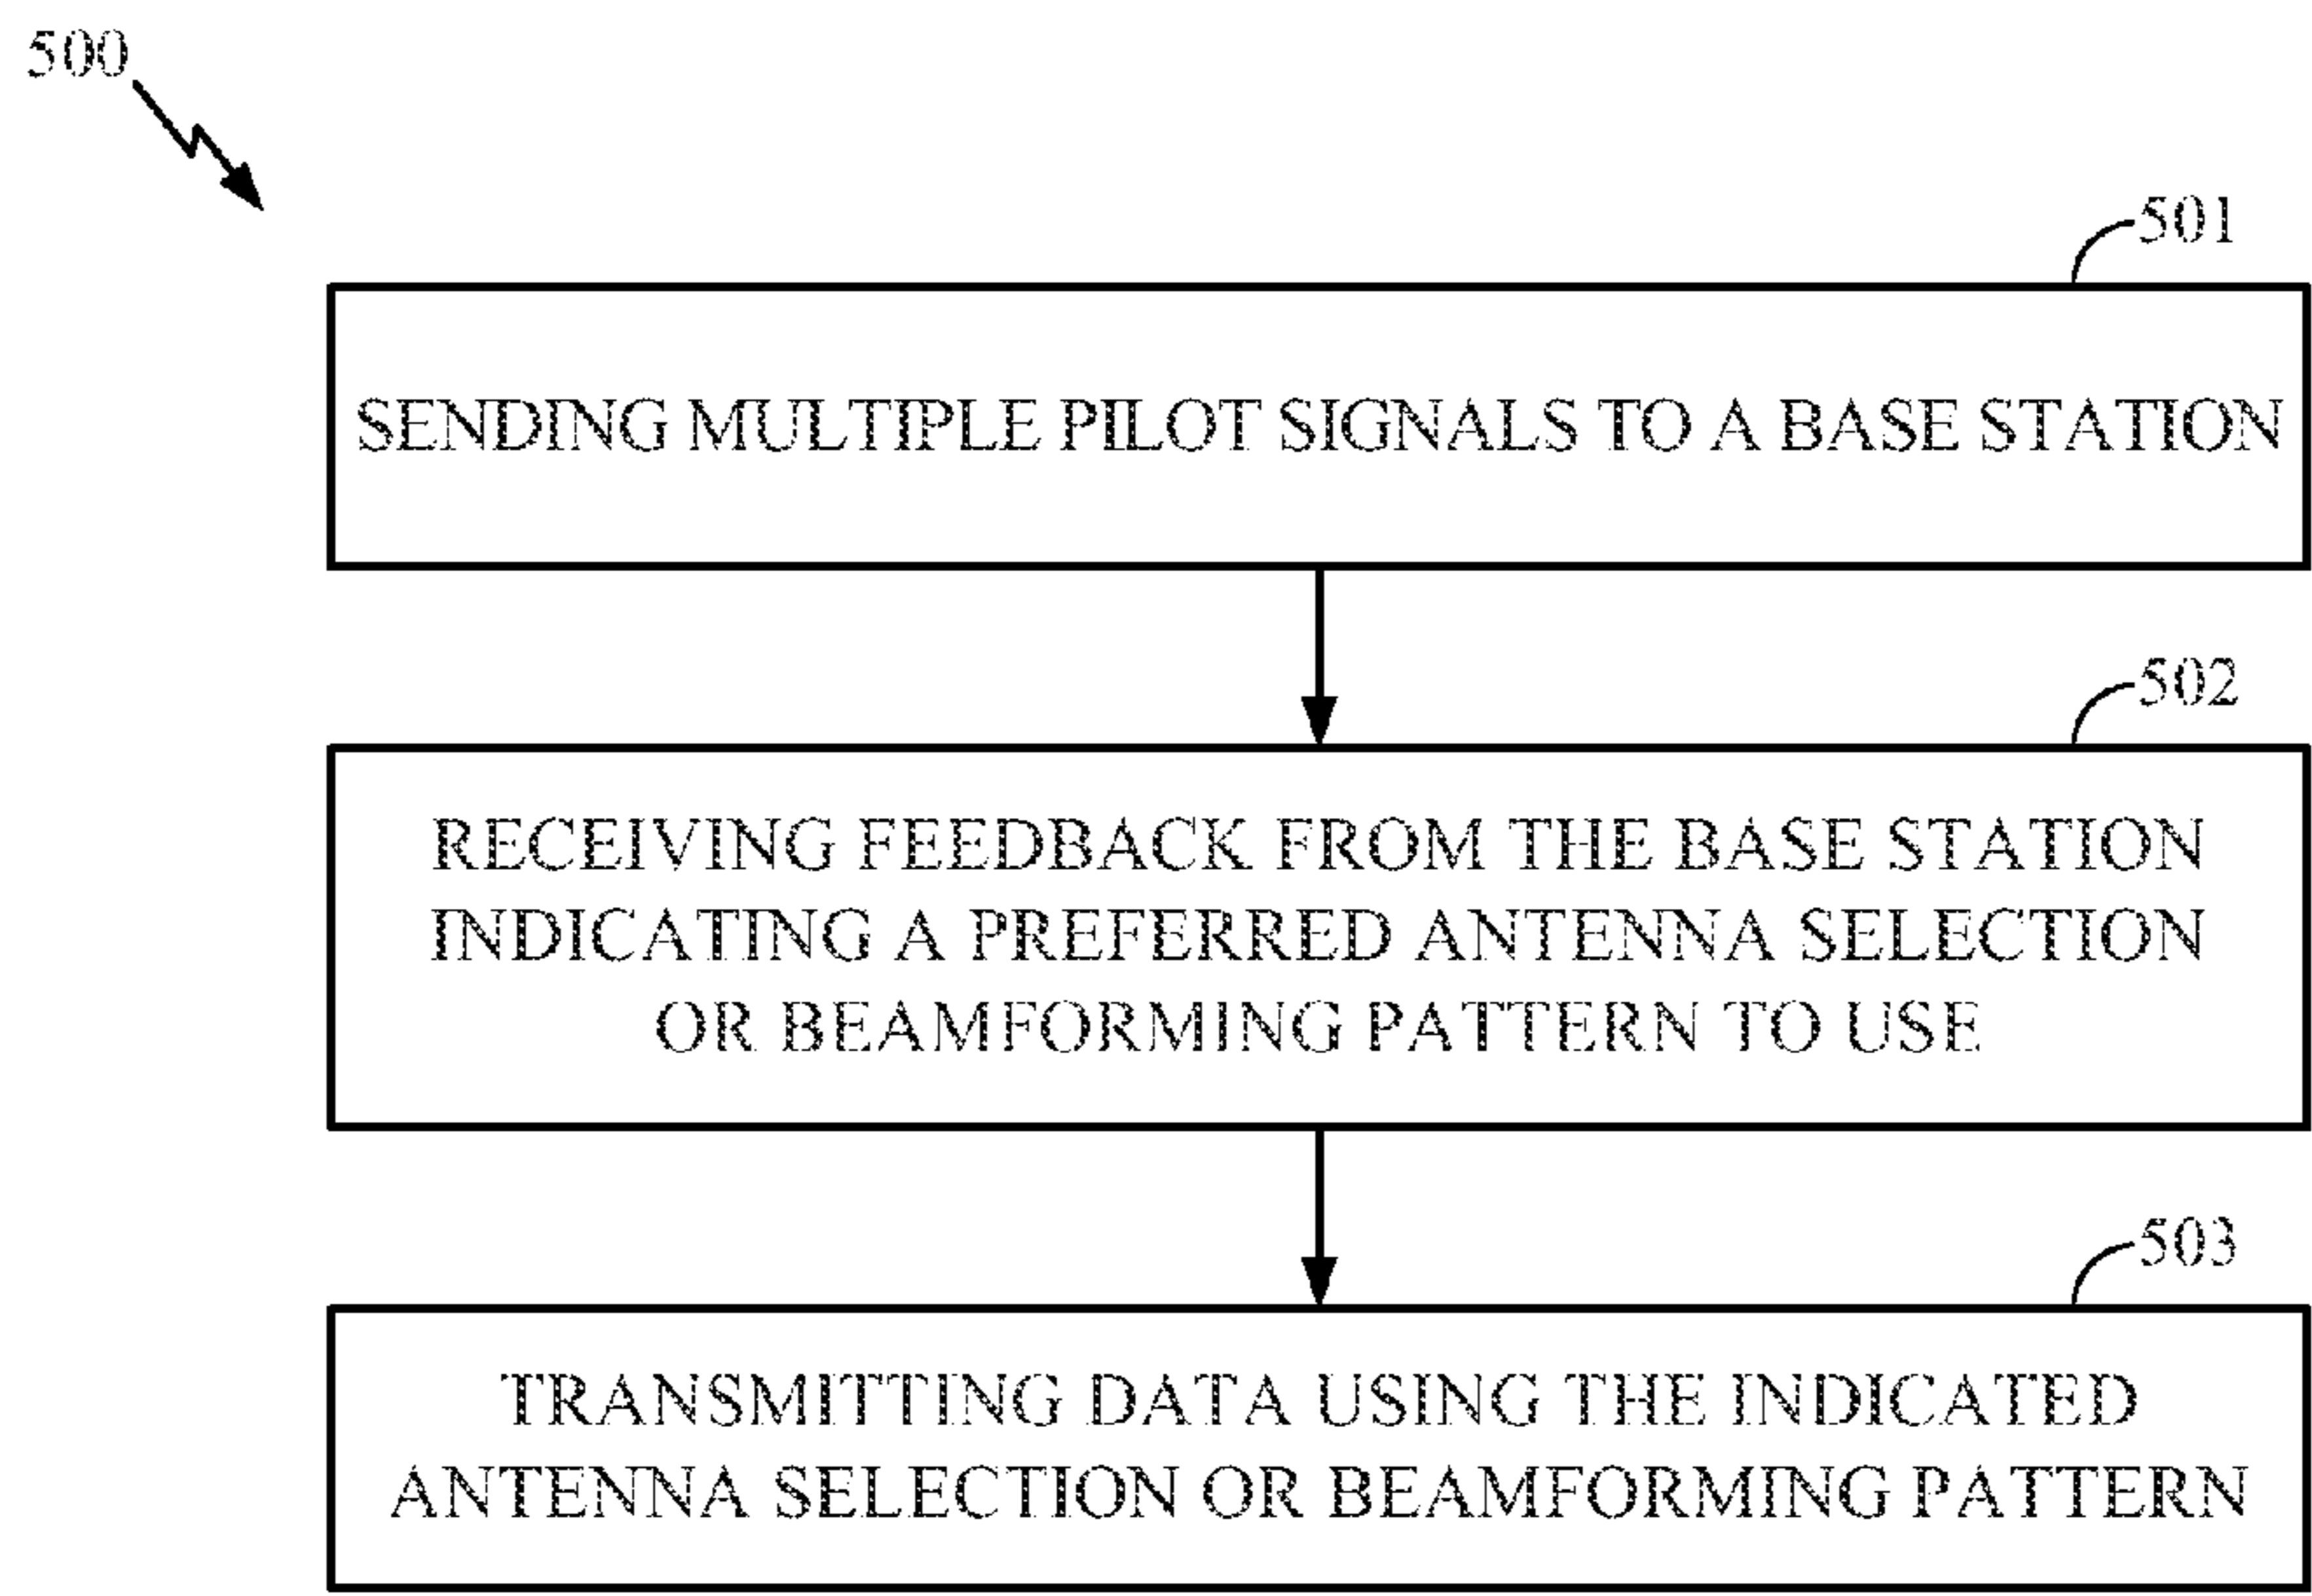 500
501
SENDING MULTIPLE PILOT SIGNALS TO A BASE STATION
502
RECEIVING FEEDBACK FROM THE BASE STATION
INDICATING A PREFERRED ANTENNA SELECTION
OR BEAMFORMING PATTERN TO USE
503
TRANSMITTING DATA USING THE INDICATED
ANTENNA SELECTION OR BEAMFORMING PATTERN